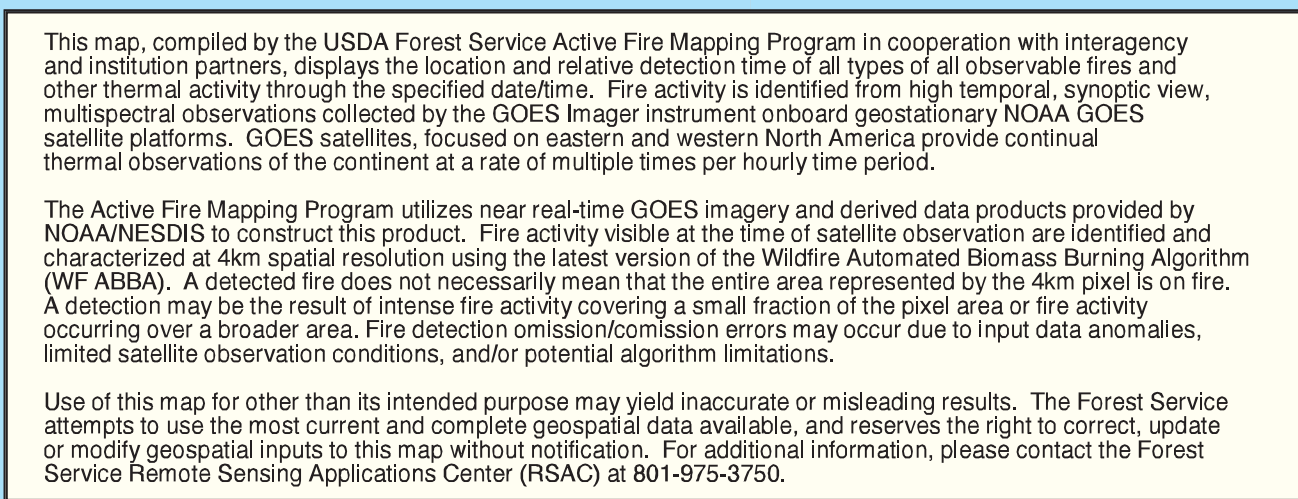 This map, compiled by the USDA Forest Service Active Fire Mapping Program in cooperation with interagency
and institution partners, displays the location and relative detection time of all types of all observable fires and
other thermal activity through the specified date/time.  Fire activity is identified from high temporal, synoptic view,
multispectral observations collected by the GOES Imager instrument onboard geostationary NOAA GOES
satellite platforms.  GOES satellites, focused on eastern and western North America provide continual
thermal observations of the continent at a rate of multiple times per hourly time period.
The Active Fire Mapping Program utilizes near real-time GOES imagery and derived data products provided by
NOAA/NESDIS to construct this product.  Fire activity visible at the time of satellite observation are identified and
characterized at 4km spatial resolution using the latest version of the Wildfire Automated Biomass Burning Algorithm
(WF ABBA).  A detected fire does not necessarily mean that the entire area represented by the 4km pixel is on fire.
A detection may be the result of intense fire activity covering a small fraction of the pixel area or fire activity
occurring over a broader area. Fire detection omission/comission errors may occur due to input data anomalies,
limited satellite observation conditions, and/or potential algorithm limitations.
Use of this map for other than its intended purpose may yield inaccurate or misleading results.  The Forest Service
attempts to use the most current and complete geospatial data available, and reserves the right to correct, update
or modify geospatial inputs to this map without notification.  For additional information, please contact the Forest
Service Remote Sensing Applications Center (RSAC) at 801-975-3750.